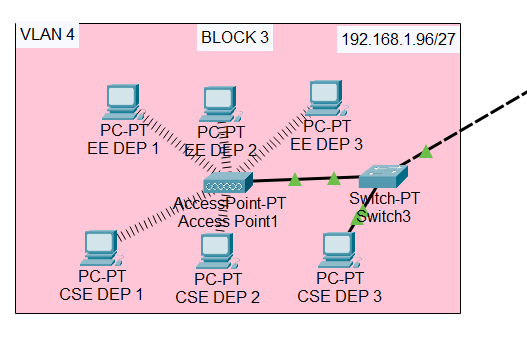 VLAN 4
BLOCK 3
192.168.1.96/27
PC-PT
EE DEP 1
PC-PT
EE DEP 2
PC-PT
EE DEP 3
AccessPoint-PT
Access Point1
Switch-PT
Switch3
PC-PT
CSE DEP 1
PC-PT
CSE DEP 2
PC-PT
CSE DEP 3